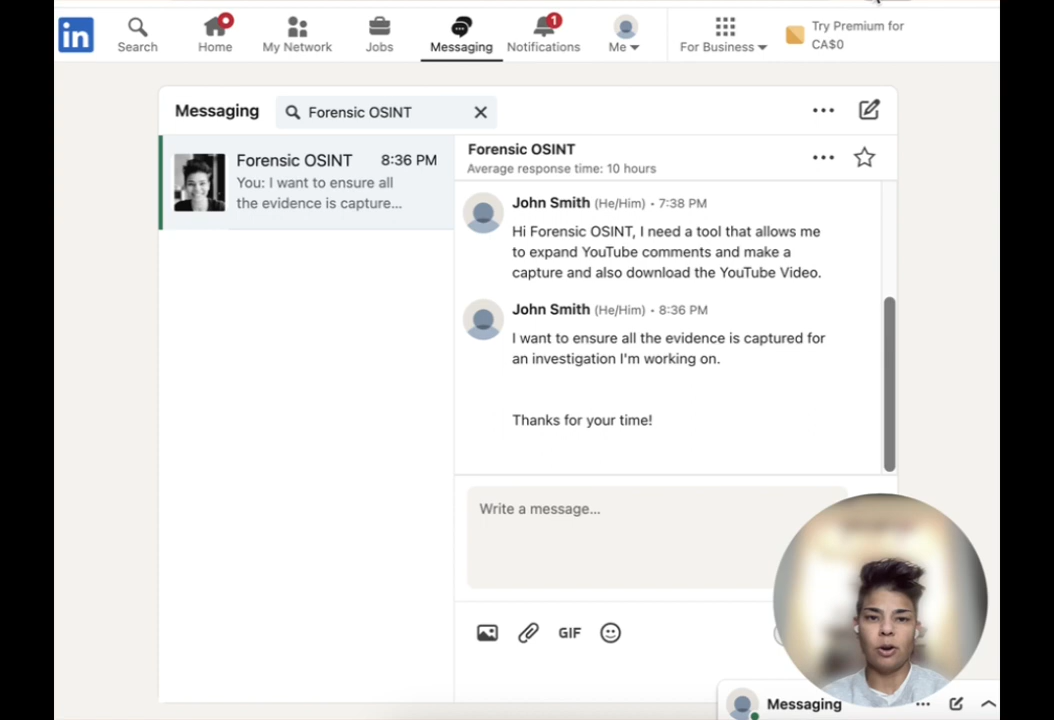 in
Search
Home
My Network
Jobs
Messaging
1
Notifications
Me
For Business
Try Premium for
CA$0
Messaging
Forensic OSINT
Forensic OSINT 8:36 PM
You: I want to ensure all
the evidence is capture...
Forensic OSINT
Average response time: 10 hours
John Smith (He/Him) • 7:38 PM
Hi Forensic OSINT, I need a tool that allows me
to expand YouTube comments and make a
capture and also download the YouTube Video.
John Smith (He/Him) • 8:36 PM
I want to ensure all the evidence is captured for
an investigation I'm working on.
Thanks for your time!
Write a message...
GIF
Messaging